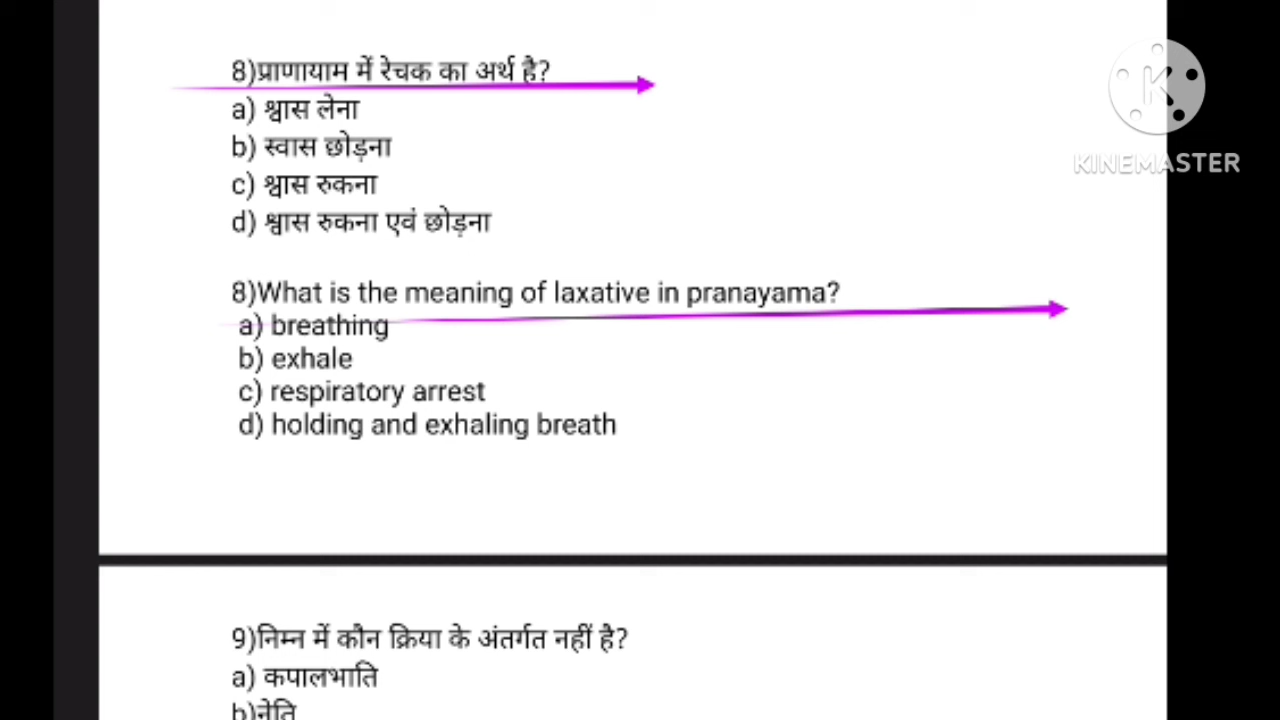 8)प्राणायाम में रेचक का अर्थ है?
a) श्वास लेना
b) स्वास छोड़ना
c) श्वास रुकना
d) श्वास रुकना एवं छोड़ना
8)What is the meaning of laxative in pranayama?
a) breathing
b) exhale
c) respiratory arrest
d) holding and exhaling breath
9)निम्न में कौन क्रिया के अंतर्गत नहीं है?
a) कपालभाति
b)नेति
K
KINEMASTER